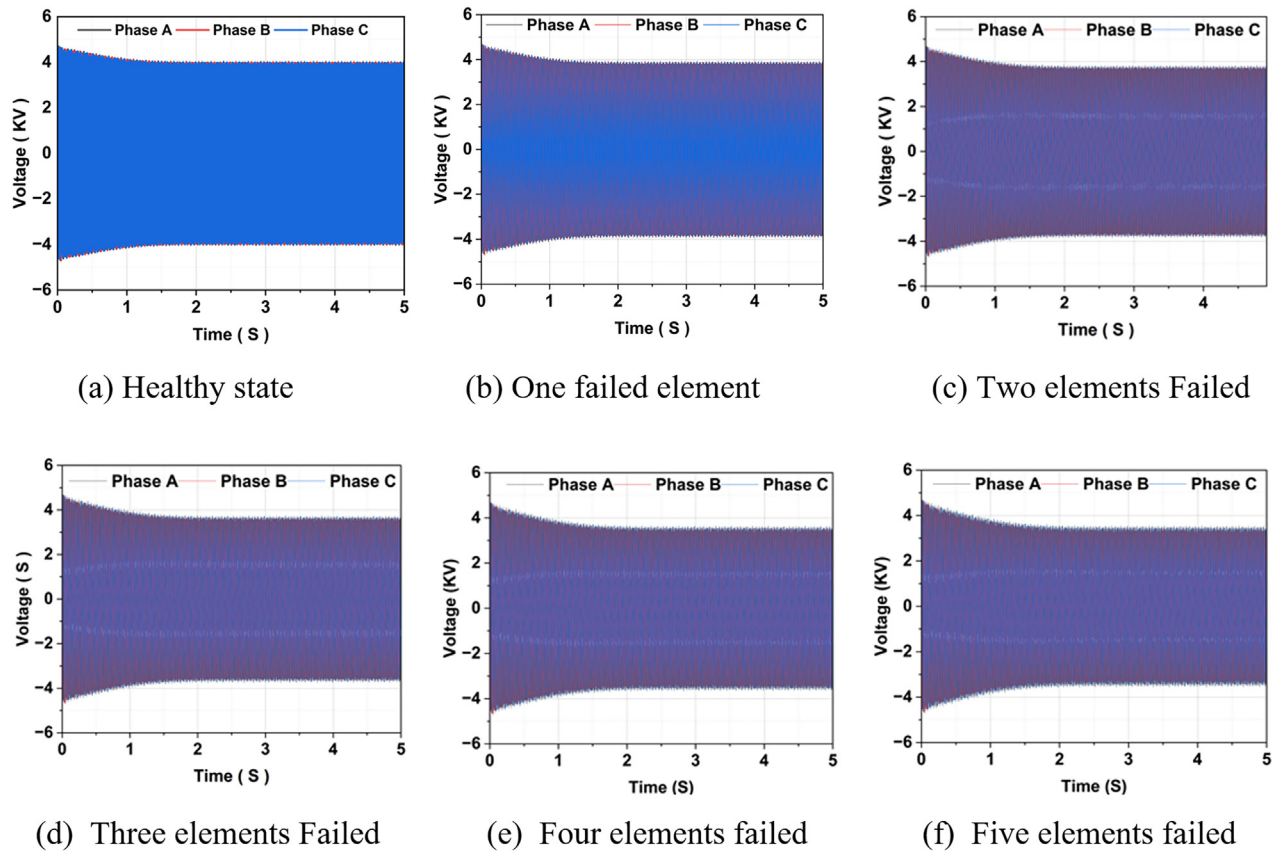 Phase A Phase B Phase C
Voltage ( KV )
6
4
2
0
−2
−4
−6
0 1 2 3 4 5
Time ( S )
(a) Healthy state
Phase A Phase B Phase C
Voltage ( KV )
6
4
2
0
−2
−4
−6
0 1 2 3 4 5
Time ( S )
(b) One failed element
Phase A Phase B Phase C
Voltage ( KV )
6
4
2
0
−2
−4
−6
0 1 2 3 4
Time ( S )
(c) Two elements Failed
Phase A Phase B Phase C
Voltage ( S )
6
4
2
0
−2
−4
−6
0 1 2 3 4 5
Time ( S )
(d) Three elements Failed
Phase A Phase B Phase C
Voltage (KV)
6
4
2
0
−2
−4
−6
0 1 2 3 4 5
Time (S)
(e) Four elements failed
Phase A Phase B Phase C
Voltage (KV)
6
4
2
0
−2
−4
−6
0 1 2 3 4 5
Time (S)
(f) Five elements failed